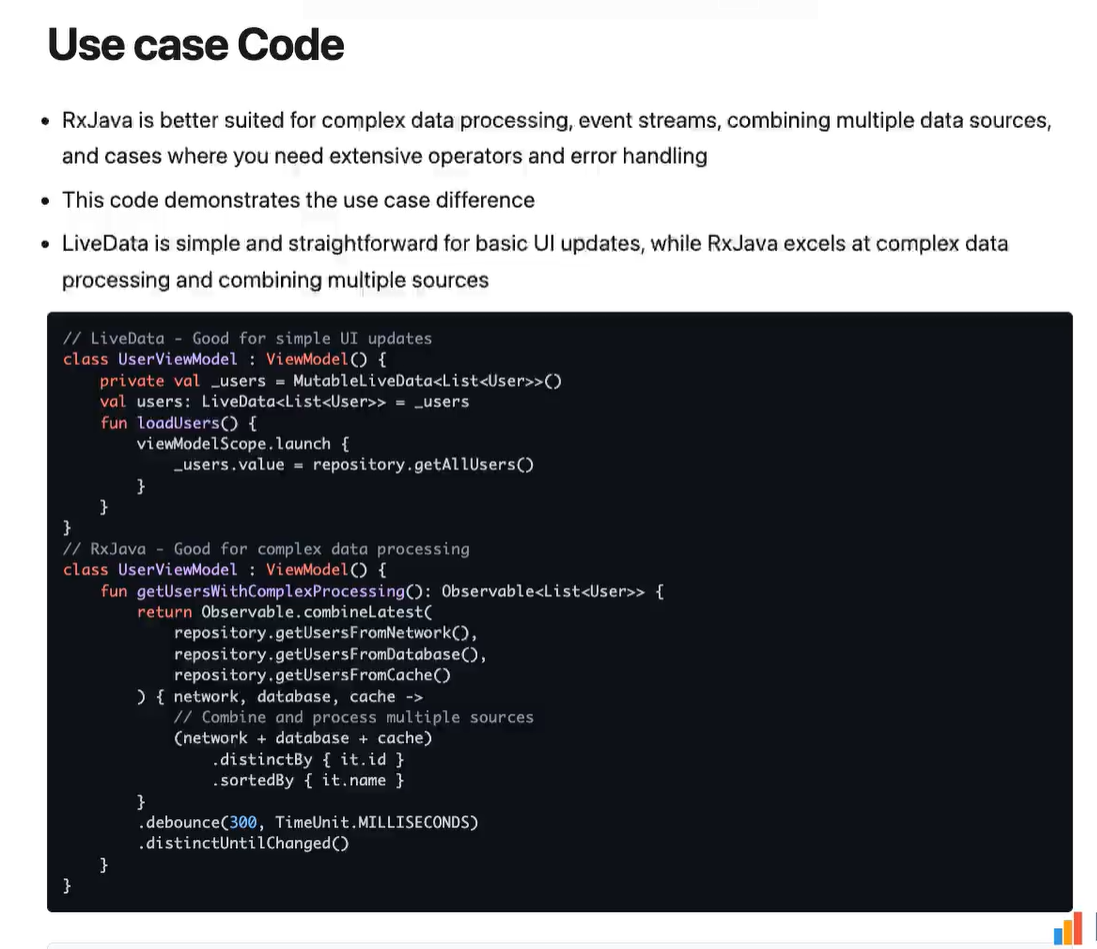 Use case Code
• RxJava is better suited for complex data processing, event streams, combining multiple data sources,
and cases where you need extensive operators and error handling
• This code demonstrates the use case difference
• LiveData is simple and straightforward for basic UI updates, while RxJava excels at complex data
processing and combining multiple sources
// LiveData - Good for simple UI updates
class UserViewModel : ViewModel() {
    private val _users = MutableLiveData<List<User>>()
    val users: LiveData<List<User>> = _users
    fun loadUsers() {
        viewModelScope.launch {
            _users.value = repository.getAllUsers()
        }
    }
}
// RxJava - Good for complex data processing
class UserViewModel : ViewModel() {
    fun getUsersWithComplexProcessing(): Observable<List<User>> {
        return Observable.combineLatest(
            repository.getUsersFromNetwork(),
            repository.getUsersFromDatabase(),
            repository.getUsersFromCache()
        ) { network, database, cache ->
            // Combine and process multiple sources
            (network + database + cache)
                .distinctBy { it.id }
                .sortedBy { it.name }
        }
        .debounce(300, TimeUnit.MILLISECONDS)
        .distinctUntilChanged()
    }
}